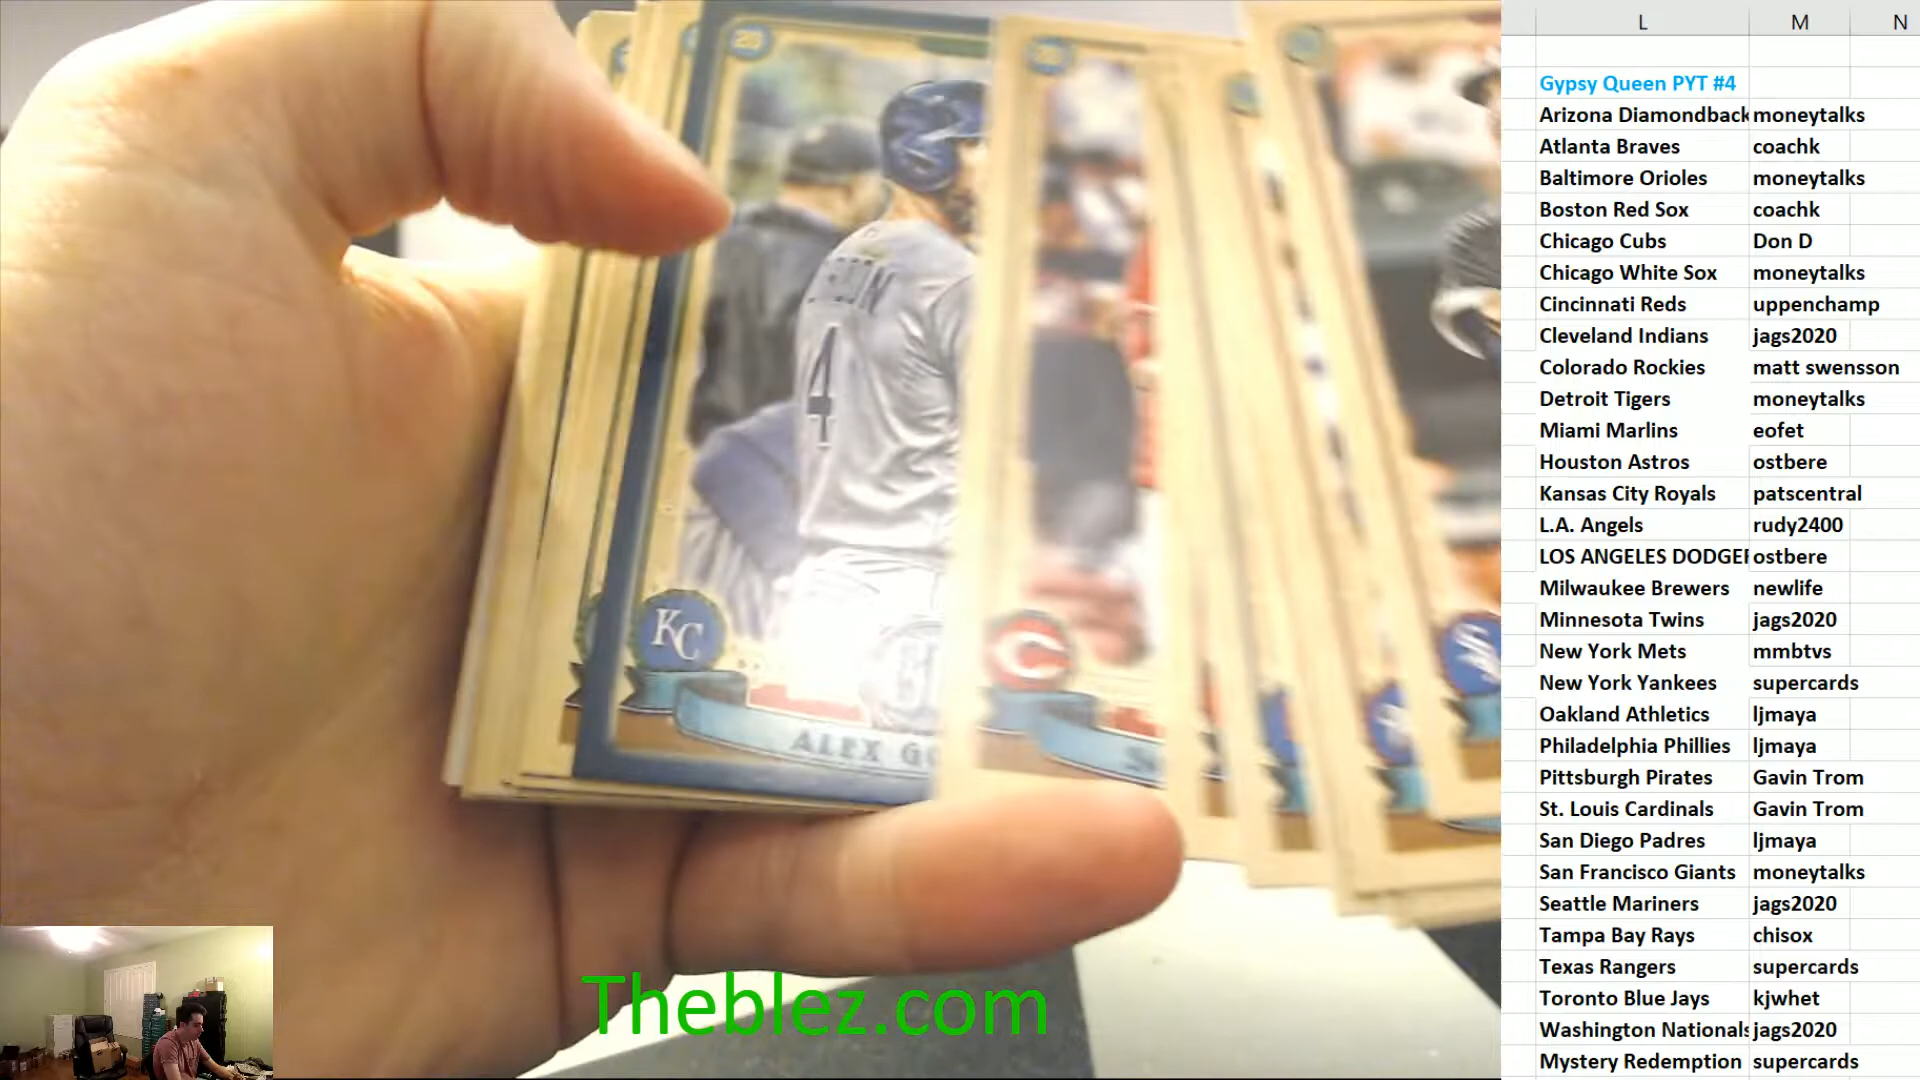 L M N
Gypsy Queen PYT #4
Arizona Diamondback moneytalks
Atlanta Braves coachk
Baltimore Orioles moneytalks
Boston Red Sox coachk
Chicago Cubs Don D
Chicago White Sox moneytalks
Cincinnati Reds uppenchamp
Cleveland Indians jags2020
Colorado Rockies matt swensson
Detroit Tigers moneytalks
Miami Marlins eofet
Houston Astros ostbere
Kansas City Royals patscentral
L.A. Angels rudy2400
LOS ANGELES DODGER ostbere
Milwaukee Brewers newlife
Minnesota Twins jags2020
New York Mets mmbtvs
New York Yankees supercards
Oakland Athletics ljmaya
Philadelphia Phillies ljmaya
Pittsburgh Pirates Gavin Trom
St. Louis Cardinals Gavin Trom
San Diego Padres ljmaya
San Francisco Giants moneytalks
Seattle Mariners jags2020
Tampa Bay Rays chisox
Texas Rangers supercards
Toronto Blue Jays kjwhet
Washington Nationals jags2020
Mystery Redemption supercards
20
4
KC
C
ALEX GO
Theblez.com